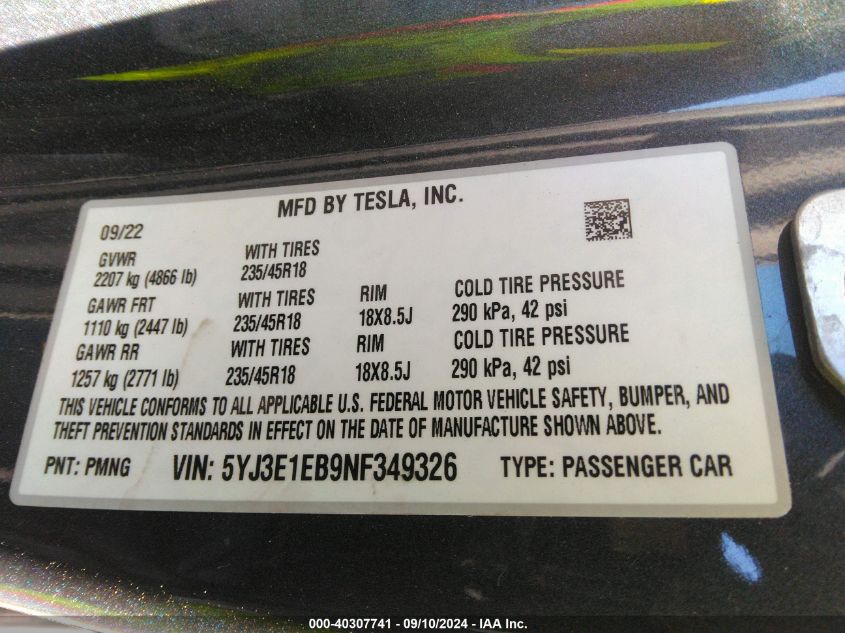 MFD BY TESLA, INC.
09/22
GVWR WITH TIRES
2207 kg (4866 lb) 235/45R18
GAWR FRT WITH TIRES RIM COLD TIRE PRESSURE
1110 kg (2447 lb) 235/45R18 18X8.5J 290 kPa, 42 psi
GAWR RR WITH TIRES RIM COLD TIRE PRESSURE
1257 kg (2771 lb) 235/45R18 18X8.5J 290 kPa, 42 psi
THIS VEHICLE CONFORMS TO ALL APPLICABLE U.S. FEDERAL MOTOR VEHICLE SAFETY, BUMPER, AND
THEFT PREVENTION STANDARDS IN EFFECT ON THE DATE OF MANUFACTURE SHOWN ABOVE.
PNT: PMNG VIN: 5YJ3E1EB9NF349326 TYPE: PASSENGER CAR
000-40307741 - 09/10/2024 - IAA Inc.